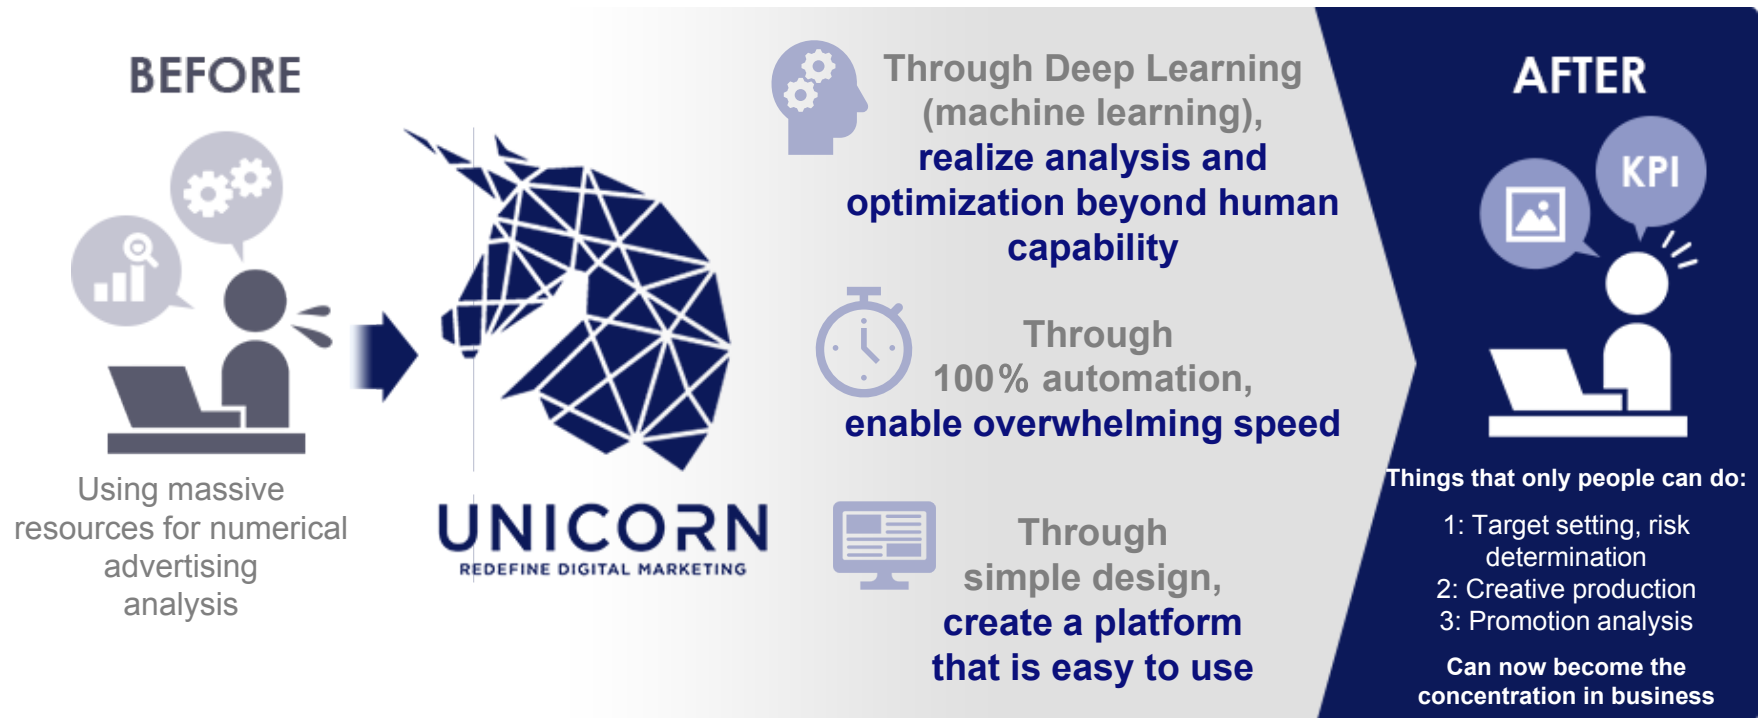 BEFORE
Using massive
resources for numerical
advertising
analysis
UNICORN
REDEFINE DIGITAL MARKETING
Through Deep Learning
(machine learning),
realize analysis and
optimization beyond human
capability
Through
100% automation,
enable overwhelming speed
Through
simple design,
create a platform
that is easy to use
AFTER
KPI
Things that only people can do:
1: Target setting, risk
determination
2: Creative production
3: Promotion analysis
Can now become the
concentration in business